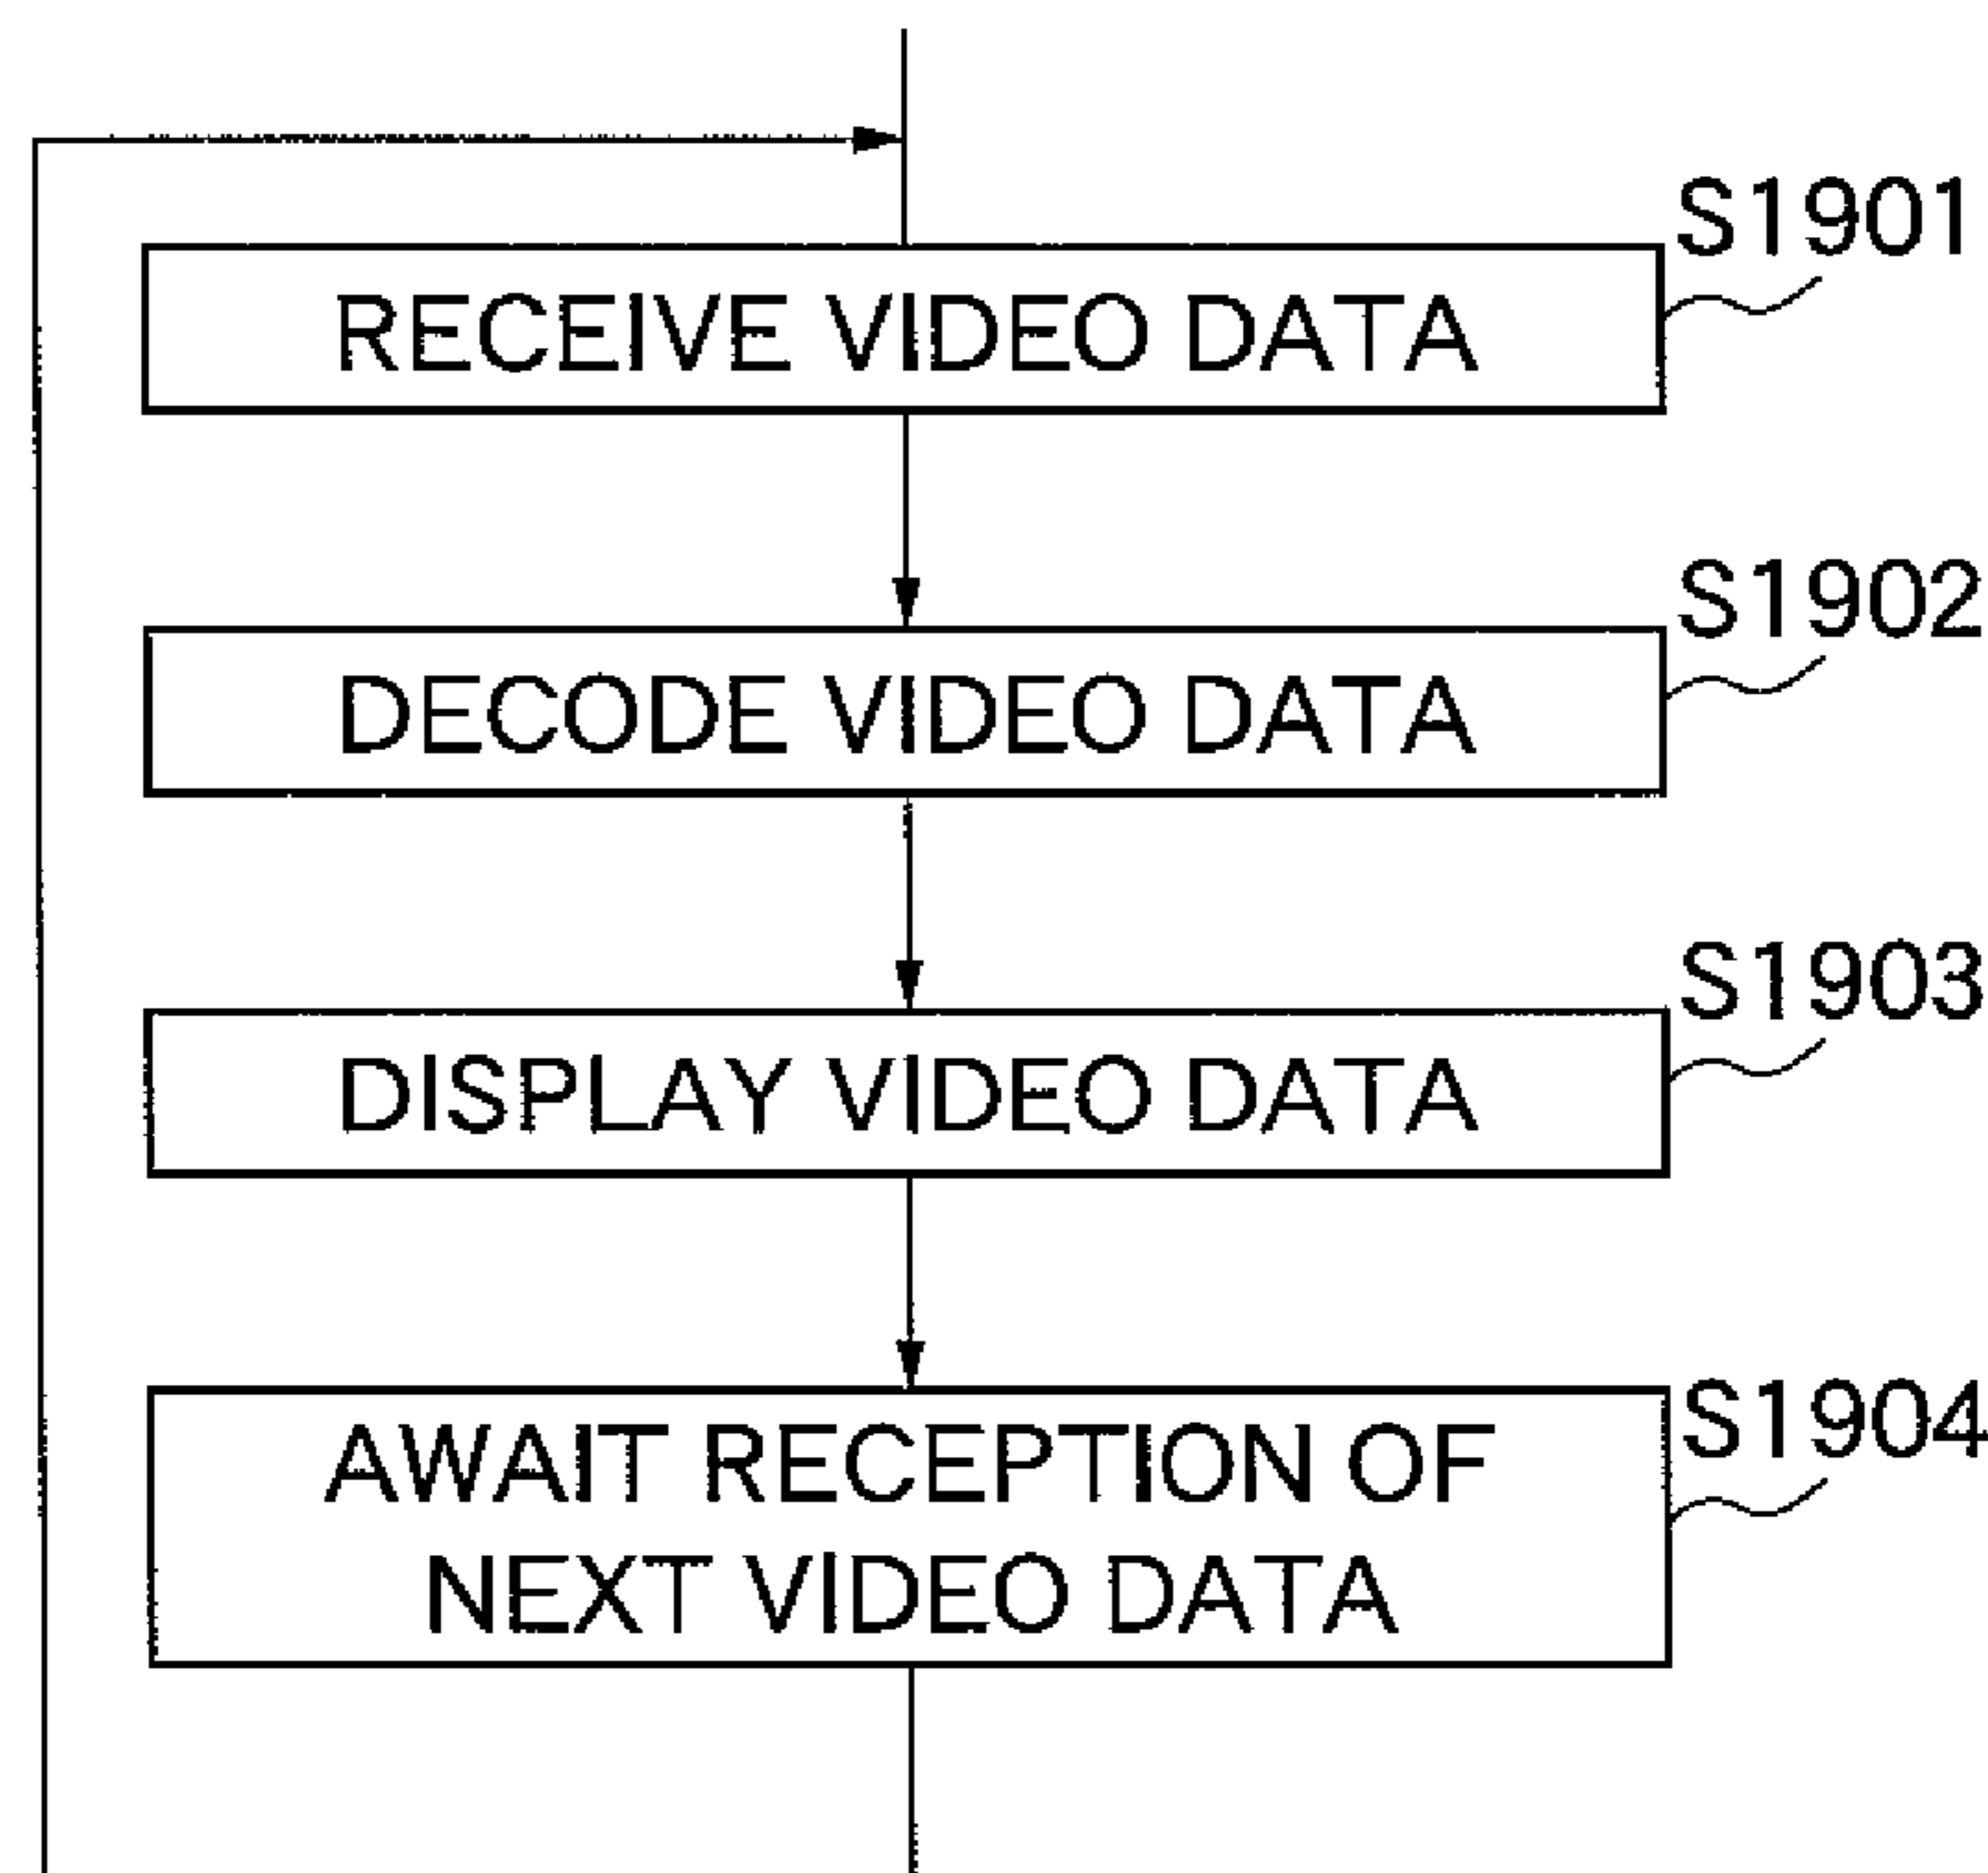 S1901
RECEIVE VIDEO DATA
S1902
DECODE VIDEO DATA
S1903
DISPLAY VIDEO DATA
S1904
AWAIT RECEPTION OF
NEXT VIDEO DATA